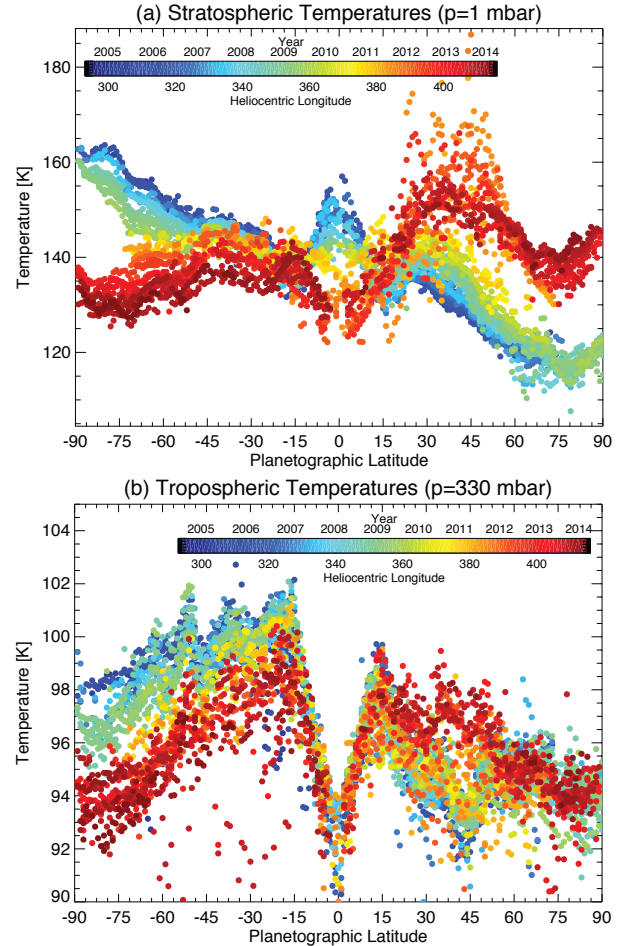 (a) Stratospheric Temperatures (p=1 mbar)
Year
2005 2006 2007 2008 2009 2010 2011 2012 2013 2014
300 320 340 360 380 400
Heliocentric Longitude
180
160
140
120
Temperature [K]
-90 -75 -60 -45 -30 -15 0 15 30 45 60 75 90
Planetographic Latitude
(b) Tropospheric Temperatures (p=330 mbar)
Year
2005 2006 2007 2008 2009 2010 2011 2012 2013 2014
300 320 340 360 380 400
Heliocentric Longitude
104
102
100
98
96
94
92
90
Temperature [K]
-90 -75 -60 -45 -30 -15 0 15 30 45 60 75 90
Planetographic Latitude